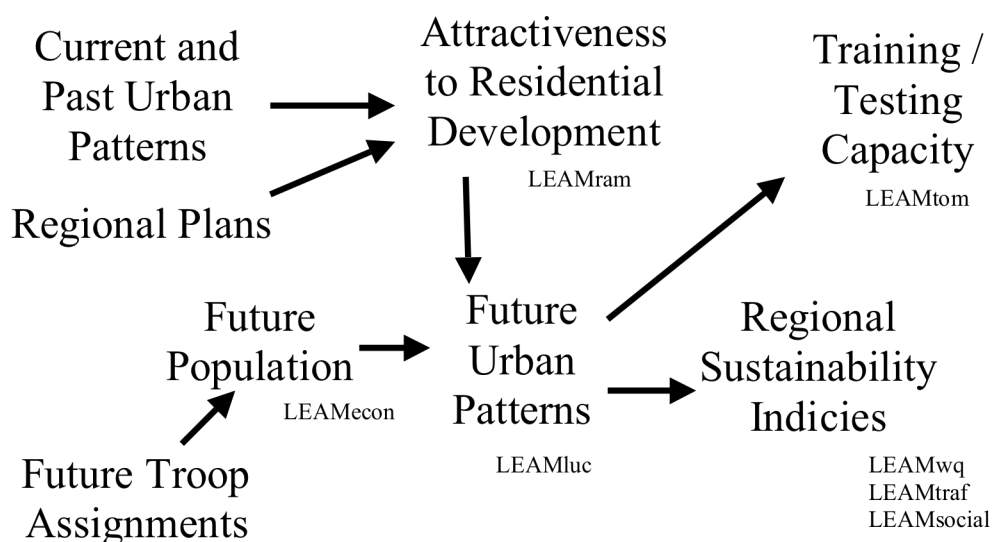 Current and
Past Urban
Patterns
Regional Plans
Attractiveness
to Residential
Development
LEAMram
Training /
Testing
Capacity
LEAMtom
Future
Population
LEAMecon
Future Troop
Assignments
Future
Urban
Patterns
LEAMluc
Regional
Sustainability
Indicies
LEAMwq
LEAMtraf
LEAMsocial